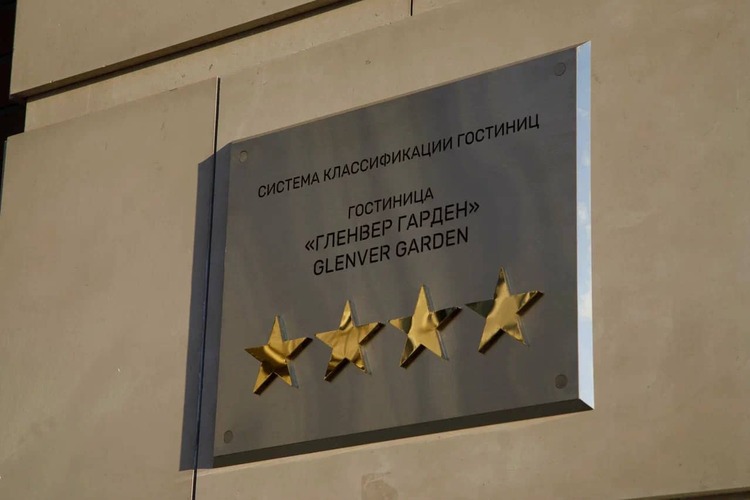 СИСТЕМА КЛАССИФИКАЦИИ ГОСТИНИЦ
ГОСТИНИЦА
«ГЛЕНВЕР ГАРДЕН»
GLENVER GARDEN